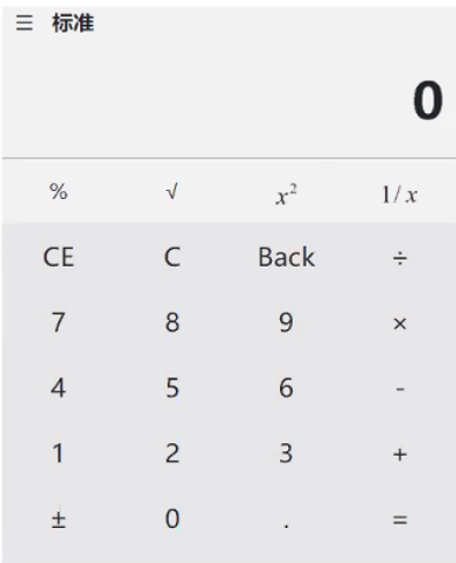 ☰ 标准
0
% √ x² 1/x
CE C Back ÷
7 8 9 ×
4 5 6 -
1 2 3 +
± 0 . =